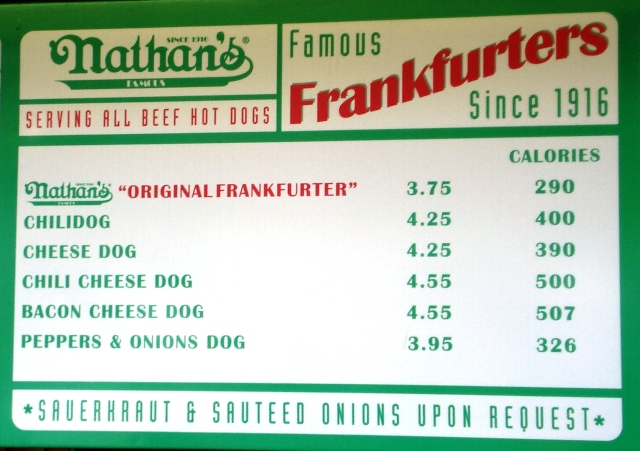 SINCE 1916
Nathan's®
FAMOUS
SERVING ALL BEEF HOT DOGS
Famous
Frankfurters
Since 1916
CALORIES
Nathan's "ORIGINAL FRANKFURTER" 3.75 290
CHILIDOG 4.25 400
CHEESE DOG 4.25 390
CHILI CHEESE DOG 4.55 500
BACON CHEESE DOG 4.55 507
PEPPERS & ONIONS DOG 3.95 326
*SAUERKRAUT & SAUTEED ONIONS UPON REQUEST*